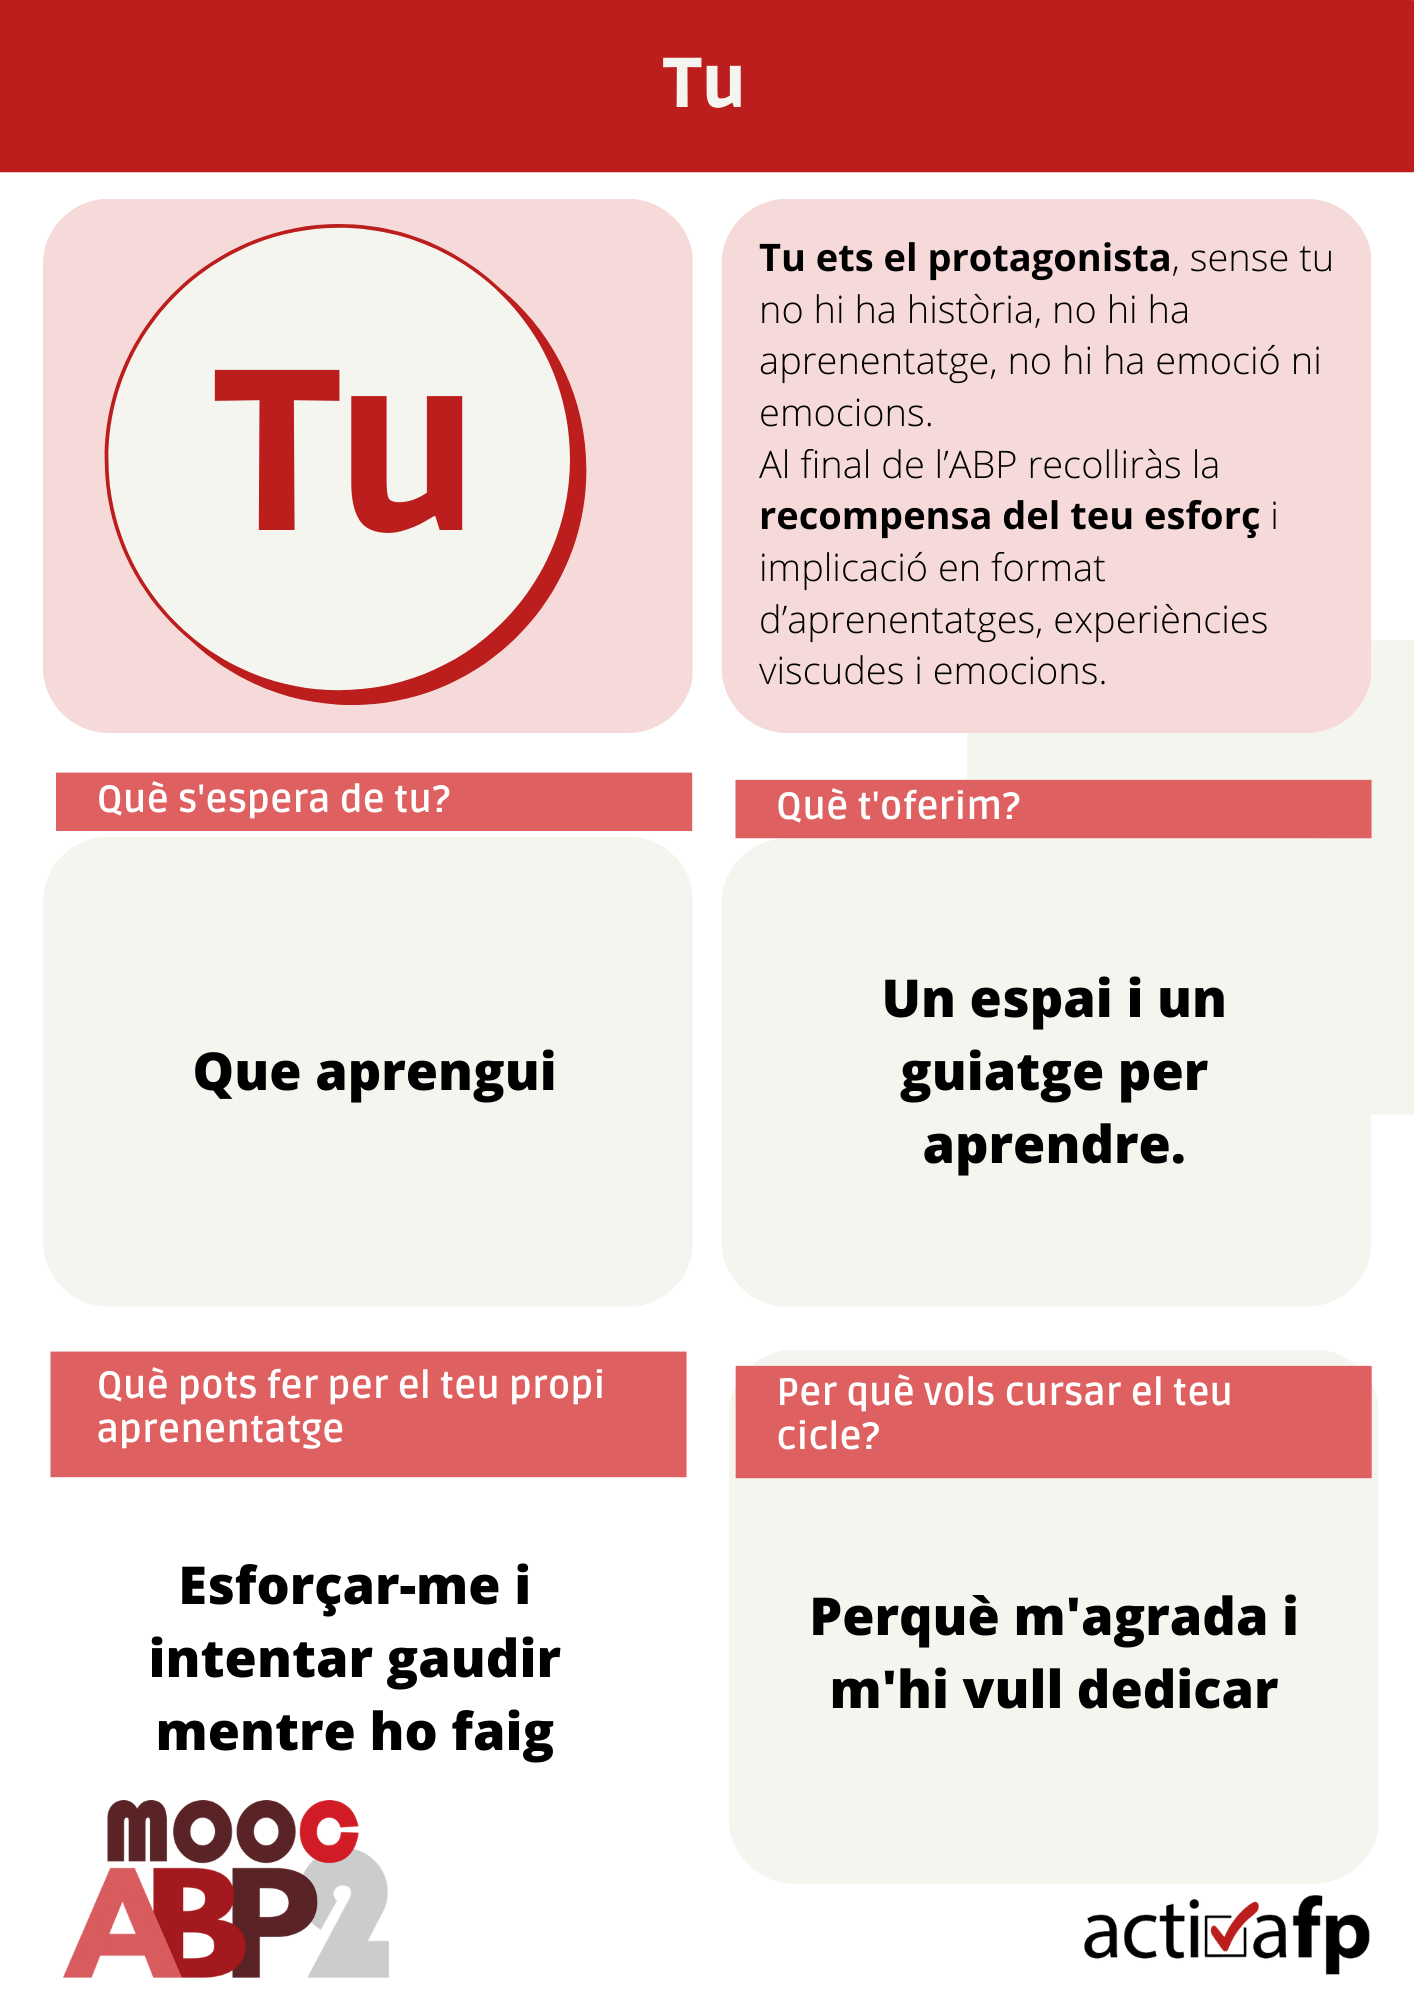 Tu
Tu
Tu ets el protagonista, sense tu
no hi ha història, no hi ha
aprenentatge, no hi ha emoció ni
emocions.
Al final de l’ABP recolliràs la
recompensa del teu esforç i
implicació en format
d’aprenentatges, experiències
viscudes i emocions.
Què s'espera de tu?
Que aprengui
Què t'oferim?
Un espai i un
guiatge per
aprendre.
Què pots fer per el teu propi
aprenentatge
Esforçar-me i
intentar gaudir
mentre ho faig
Per què vols cursar el teu
cicle?
Perquè m'agrada i
m'hi vull dedicar
mooc
ABP2
activafp